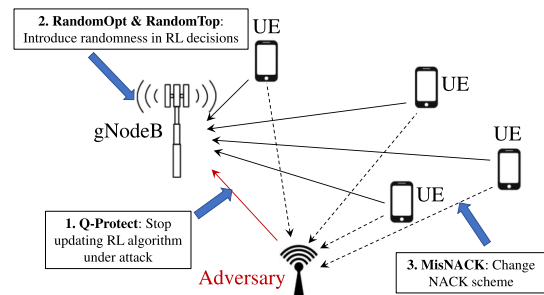 2. RandomOpt & RandomTop:
Introduce randomness in RL decisions
UE
UE
gNodeB
UE
UE
1. Q-Protect: Stop
updating RL algorithm
under attack
Adversary
3. MisNACK: Change
NACK scheme